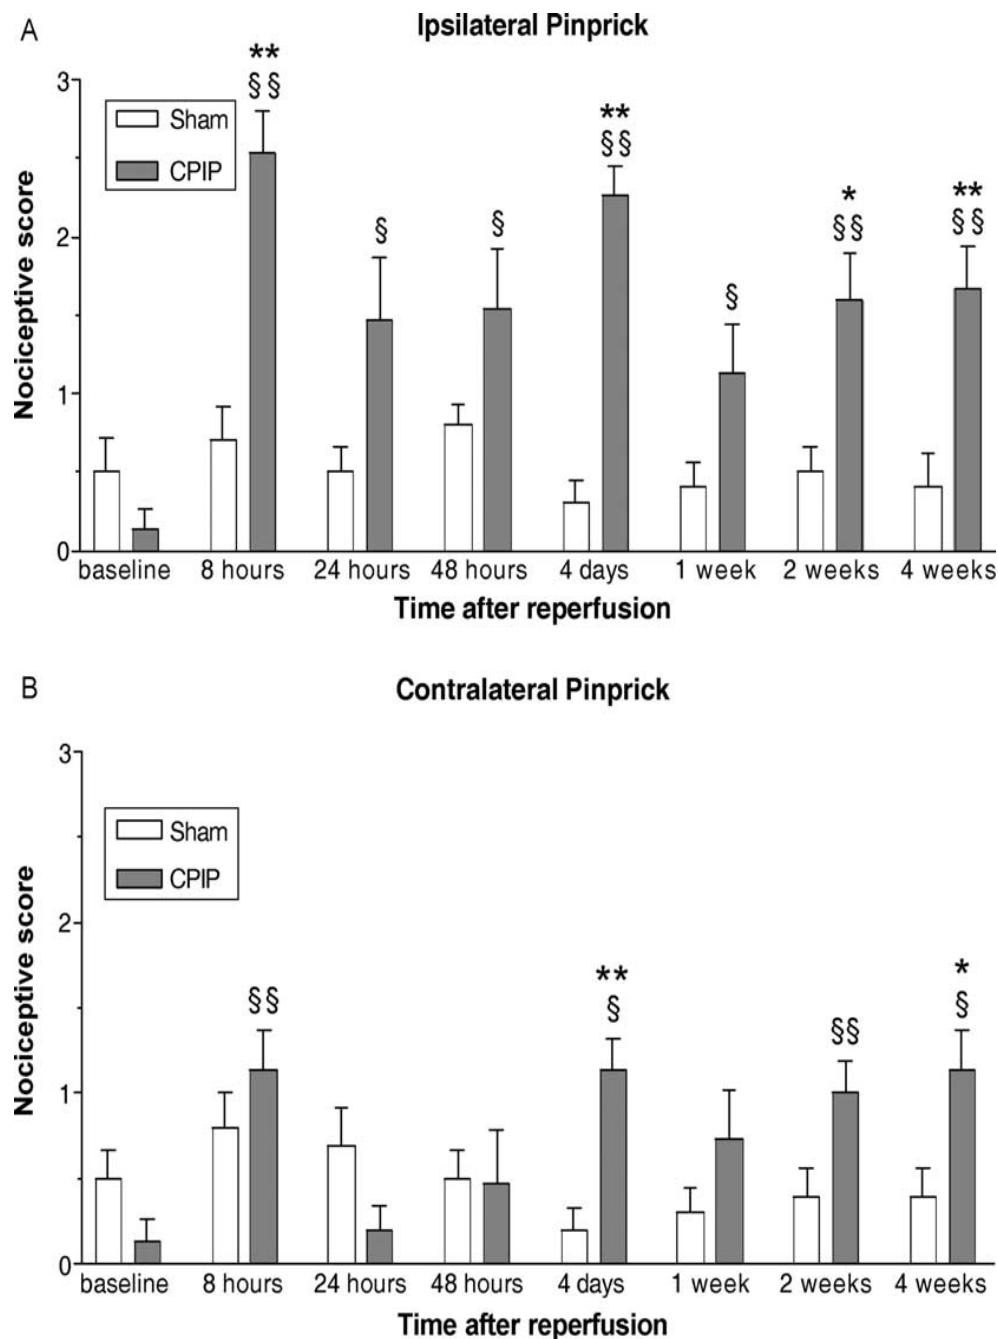 A
Ipsilateral Pinprick
**
§§
3
Sham
CPIP
**
§§
*
§§
**
§§
§
§
§
2
1
0
Nociceptive score
baseline 8 hours 24 hours 48 hours 4 days 1 week 2 weeks 4 weeks
Time after reperfusion
B
Contralateral Pinprick
3
Sham
CPIP
2
1
0
Nociceptive score
§§
**
§
§§
*
§
baseline 8 hours 24 hours 48 hours 4 days 1 week 2 weeks 4 weeks
Time after reperfusion